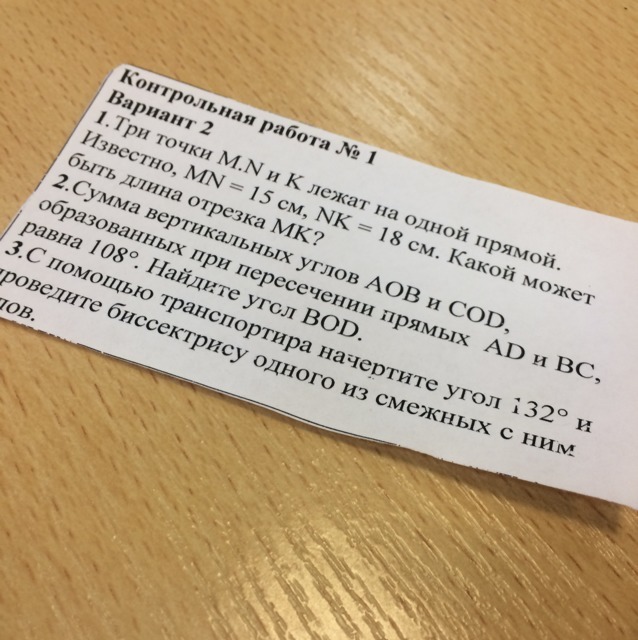 Контрольная работа № 1
Вариант 2
1.Три точки M.N и K лежат на одной прямой.
Известно, MN = 15 см, NK = 18 см. Какой может
быть длина отрезка MK?
2.Сумма вертикальных углов AOB и COD,
образованных при пересечении прямых AD и BC,
равна 108°. Найдите угол BOD.
3.С помощью транспортира начертите угол 132° и
проведите биссектрису одного из смежных с ним
лов.